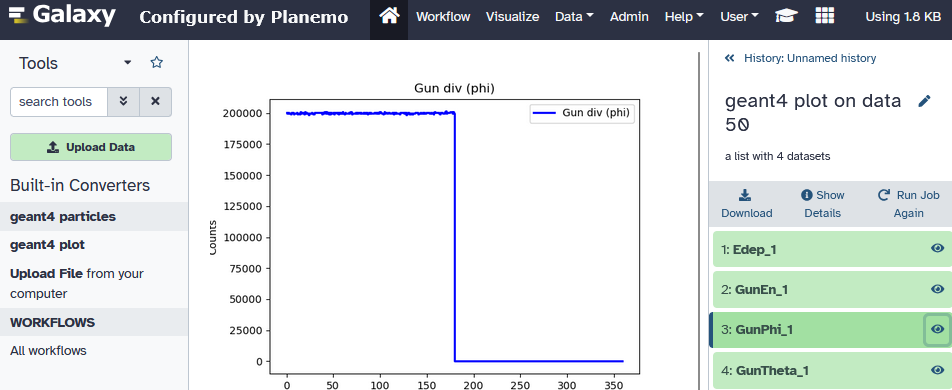 Galaxy Configured by Planemo
Workflow Visualize Data Admin Help User Using 1.8 KB
Tools
search tools
Upload Data
Built-in Converters
geant4 particles
geant4 plot
Upload File from your
computer
WORKFLOWS
All workflows
Gun div (phi)
Gun div (phi)
200000
175000
150000
125000
100000
75000
50000
25000
0
Counts
0 50 100 150 200 250 300 350
History: Unnamed history
geant4 plot on data
50
a list with 4 datasets
Download
Show
Details
Run Job
Again
1: Edep_1
2: GunEn_1
3: GunPhi_1
4: GunTheta_1